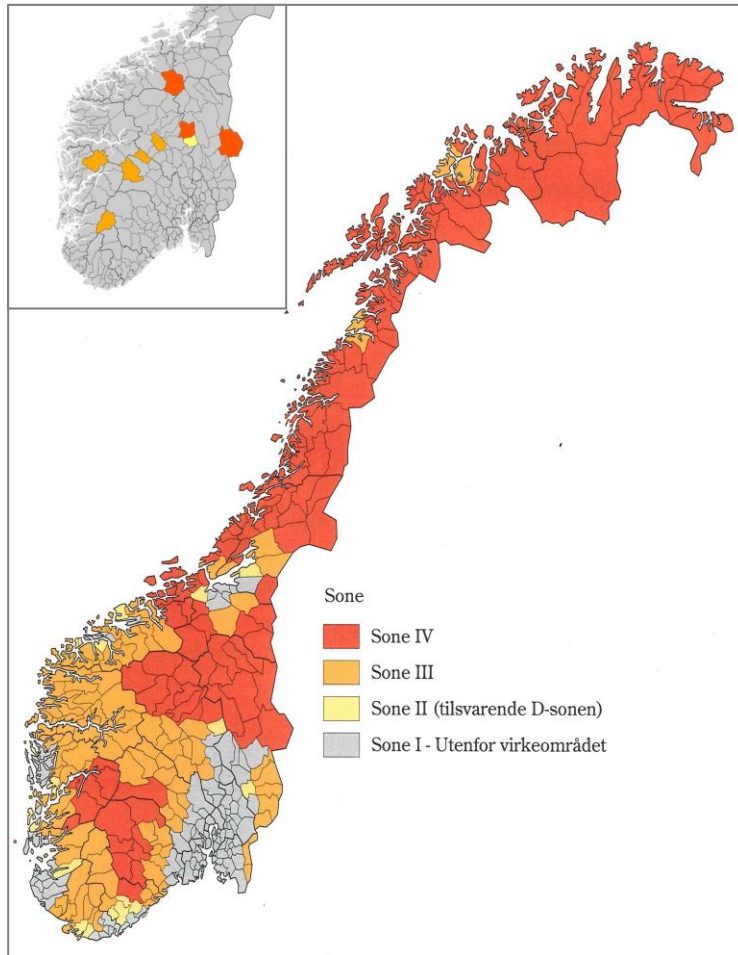 Sone
Sone IV
Sone III
Sone II (tilsvarende D-sonen)
Sone I - Utenfor virkeområdet